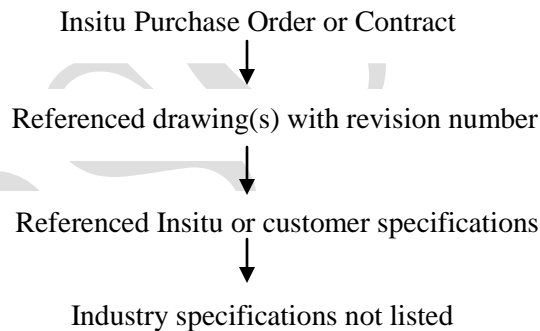 Insitu Purchase Order or Contract
Referenced drawing(s) with revision number
Referenced Insitu or customer specifications
Industry specifications not listed